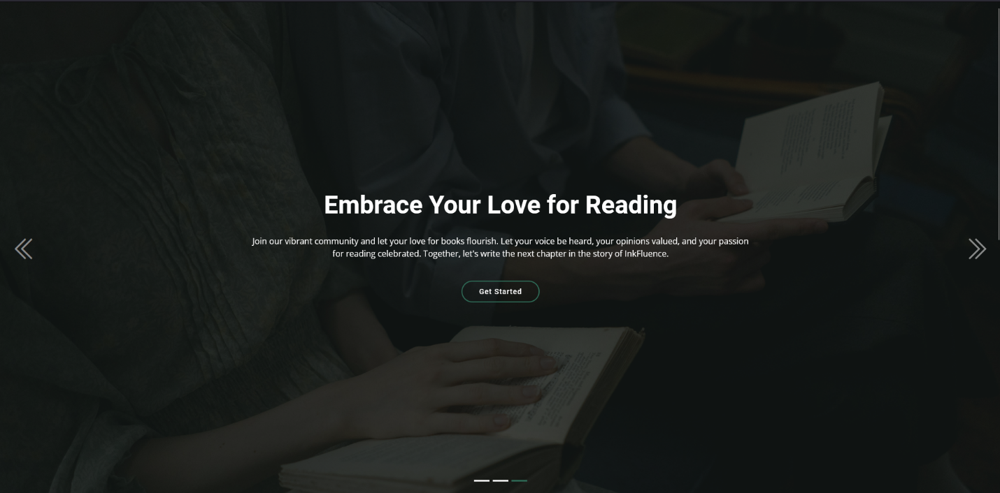 Embrace Your Love for Reading
Join our vibrant community and let your love for books flourish. Let your voice be heard, your opinions valued, and your passion
for reading celebrated. Together, let's write the next chapter in the story of InkFluence.
Get Started